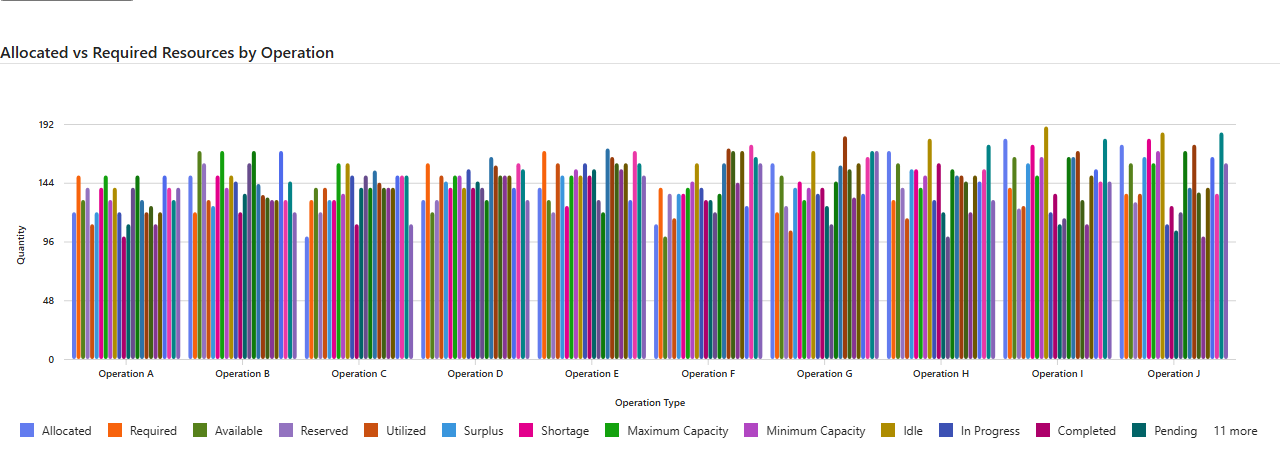 Allocated vs Required Resources by Operation
192
144
96
48
0
Quantity
Operation A Operation B Operation C Operation D Operation E Operation F Operation G Operation H Operation I Operation J
Operation Type
Allocated Required Available Reserved Utilized Surplus Shortage Maximum Capacity Minimum Capacity Idle In Progress Completed Pending 11 more